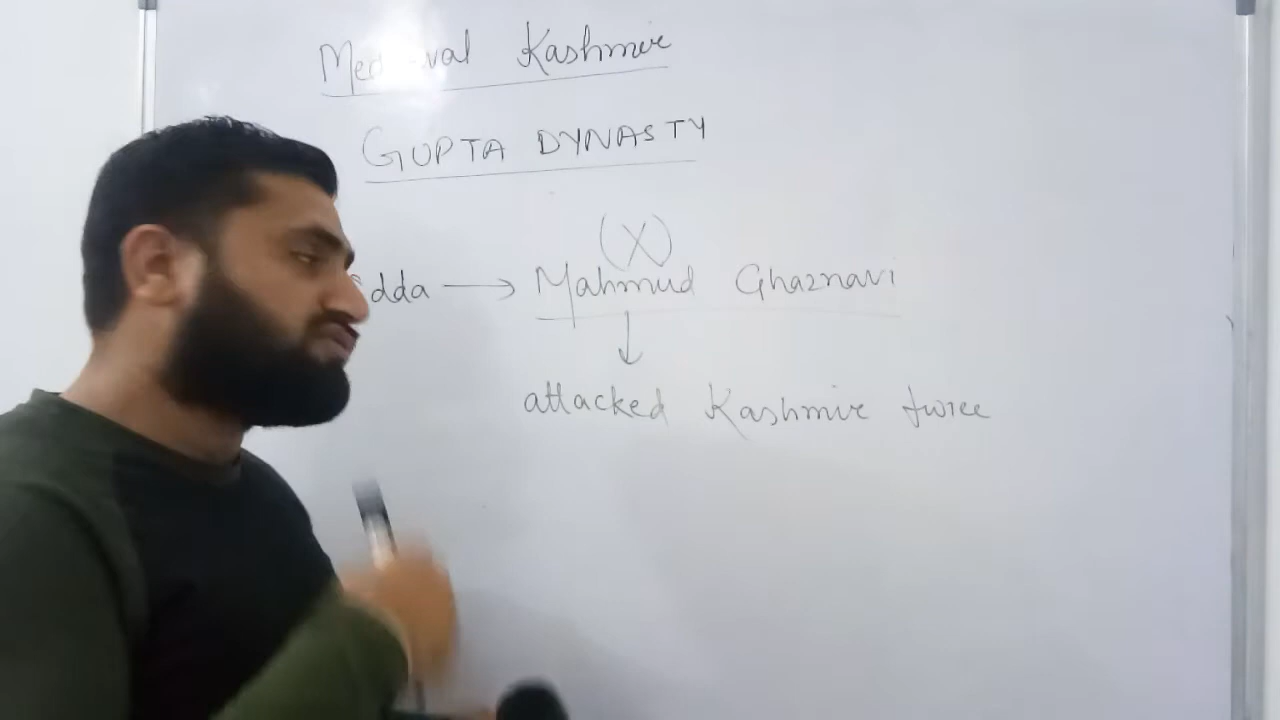 Kashmir
GUPTA DYNASTY
(X)
→ Mahmud Ghaznavi
↓
attacked Kashmir twice